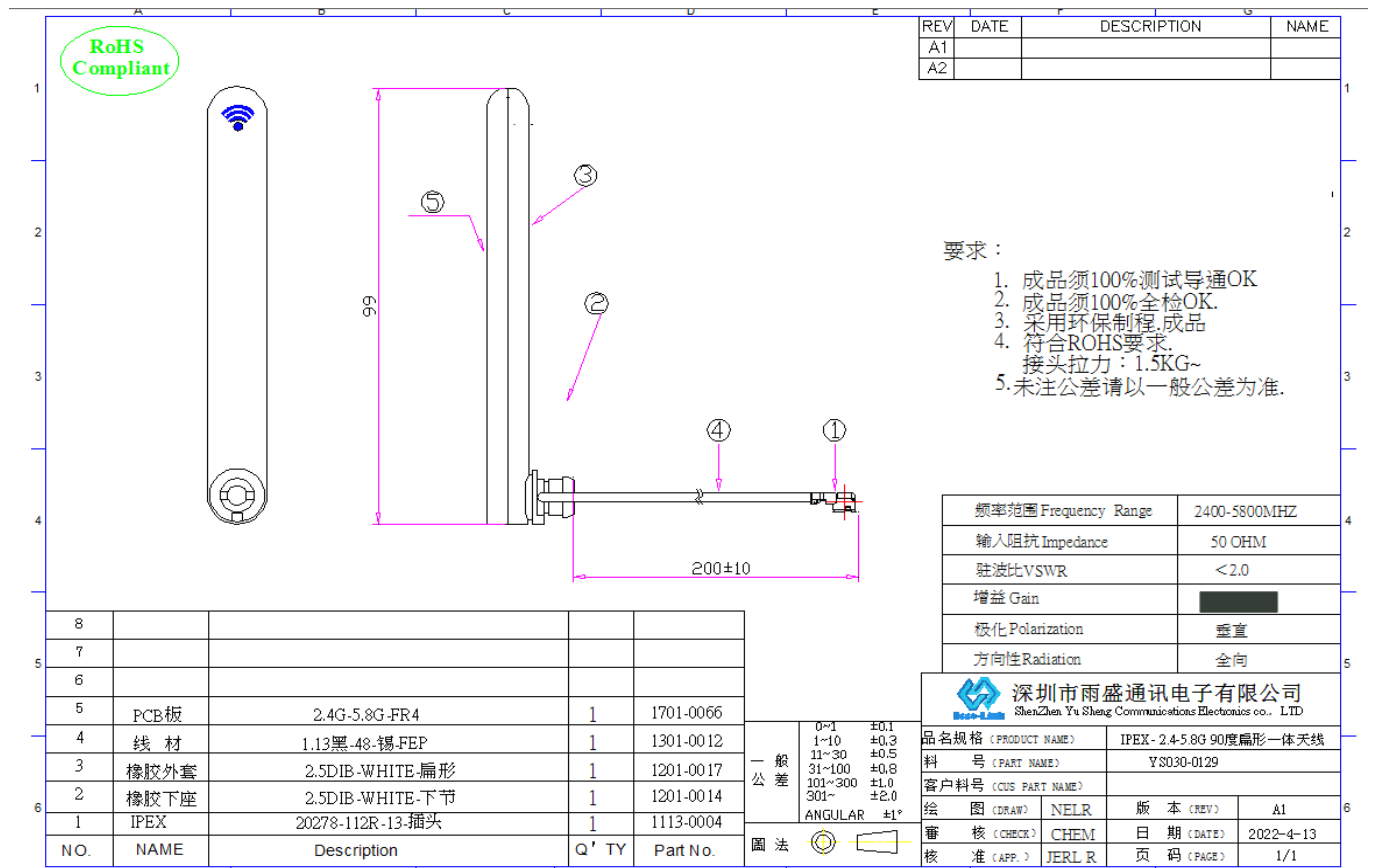 A B C D E F G
RoHS
Compliant
REV DATE DESCRIPTION NAME
A1
A2
1 1
③
⑤
2 2
99
②
要求：
1. 成品须100%测试导通OK
2. 成品须100%全检OK.
3. 采用环保制程.成品
4. 符合ROHS要求.
接头拉力：1.5KG~
5.未注公差请以一般公差为准.
3 3
④ ①
4 4
200±10
频率范围 Frequency Range 2400-5800MHZ
输入阻抗 Impedance 50 OHM
驻波比VSWR <2.0
增益 Gain
极化 Polarization 垂直
方向性Radiation 全向
5 5
8
7
6
5 PCB板 2.4G-5.8G-FR4 1 1701-0066
4 线 材 1.13黑-48-锡-FEP 1 1301-0012
3 橡胶外套 2.5DIB-WHITE-扁形 1 1201-0017
2 橡胶下座 2.5DIB-WHITE-下节 1 1201-0014
1 IPEX 20278-112R-13-插头 1 1113-0004
NO. NAME Description Q'TY Part No.
一 般
公 差
0~1 ±0.1
1~10 ±0.3
11~30 ±0.5
31~100 ±0.8
101~300 ±1.0
301~ ±2.0
ANGULAR ±1°
圖 法
深圳市雨盛通讯电子有限公司
ShenZhen Yu Sheng Communications Electronics co.. LTD
品名规格 (PRODUCT NAME) IPEX- 2.4-5.8G 90度扁形一体天线
料 号 (PART NAME) YS030-0129
客户料号 (CUS PART NAME)
绘 图 (DRAW) NELR 版 本 (REV) A1
審 核 (CHECK) CHEM 日 期 (DATE) 2022-4-13
核 准 (APP.) JERL R 页 码 (PAGE) 1/1
6 6